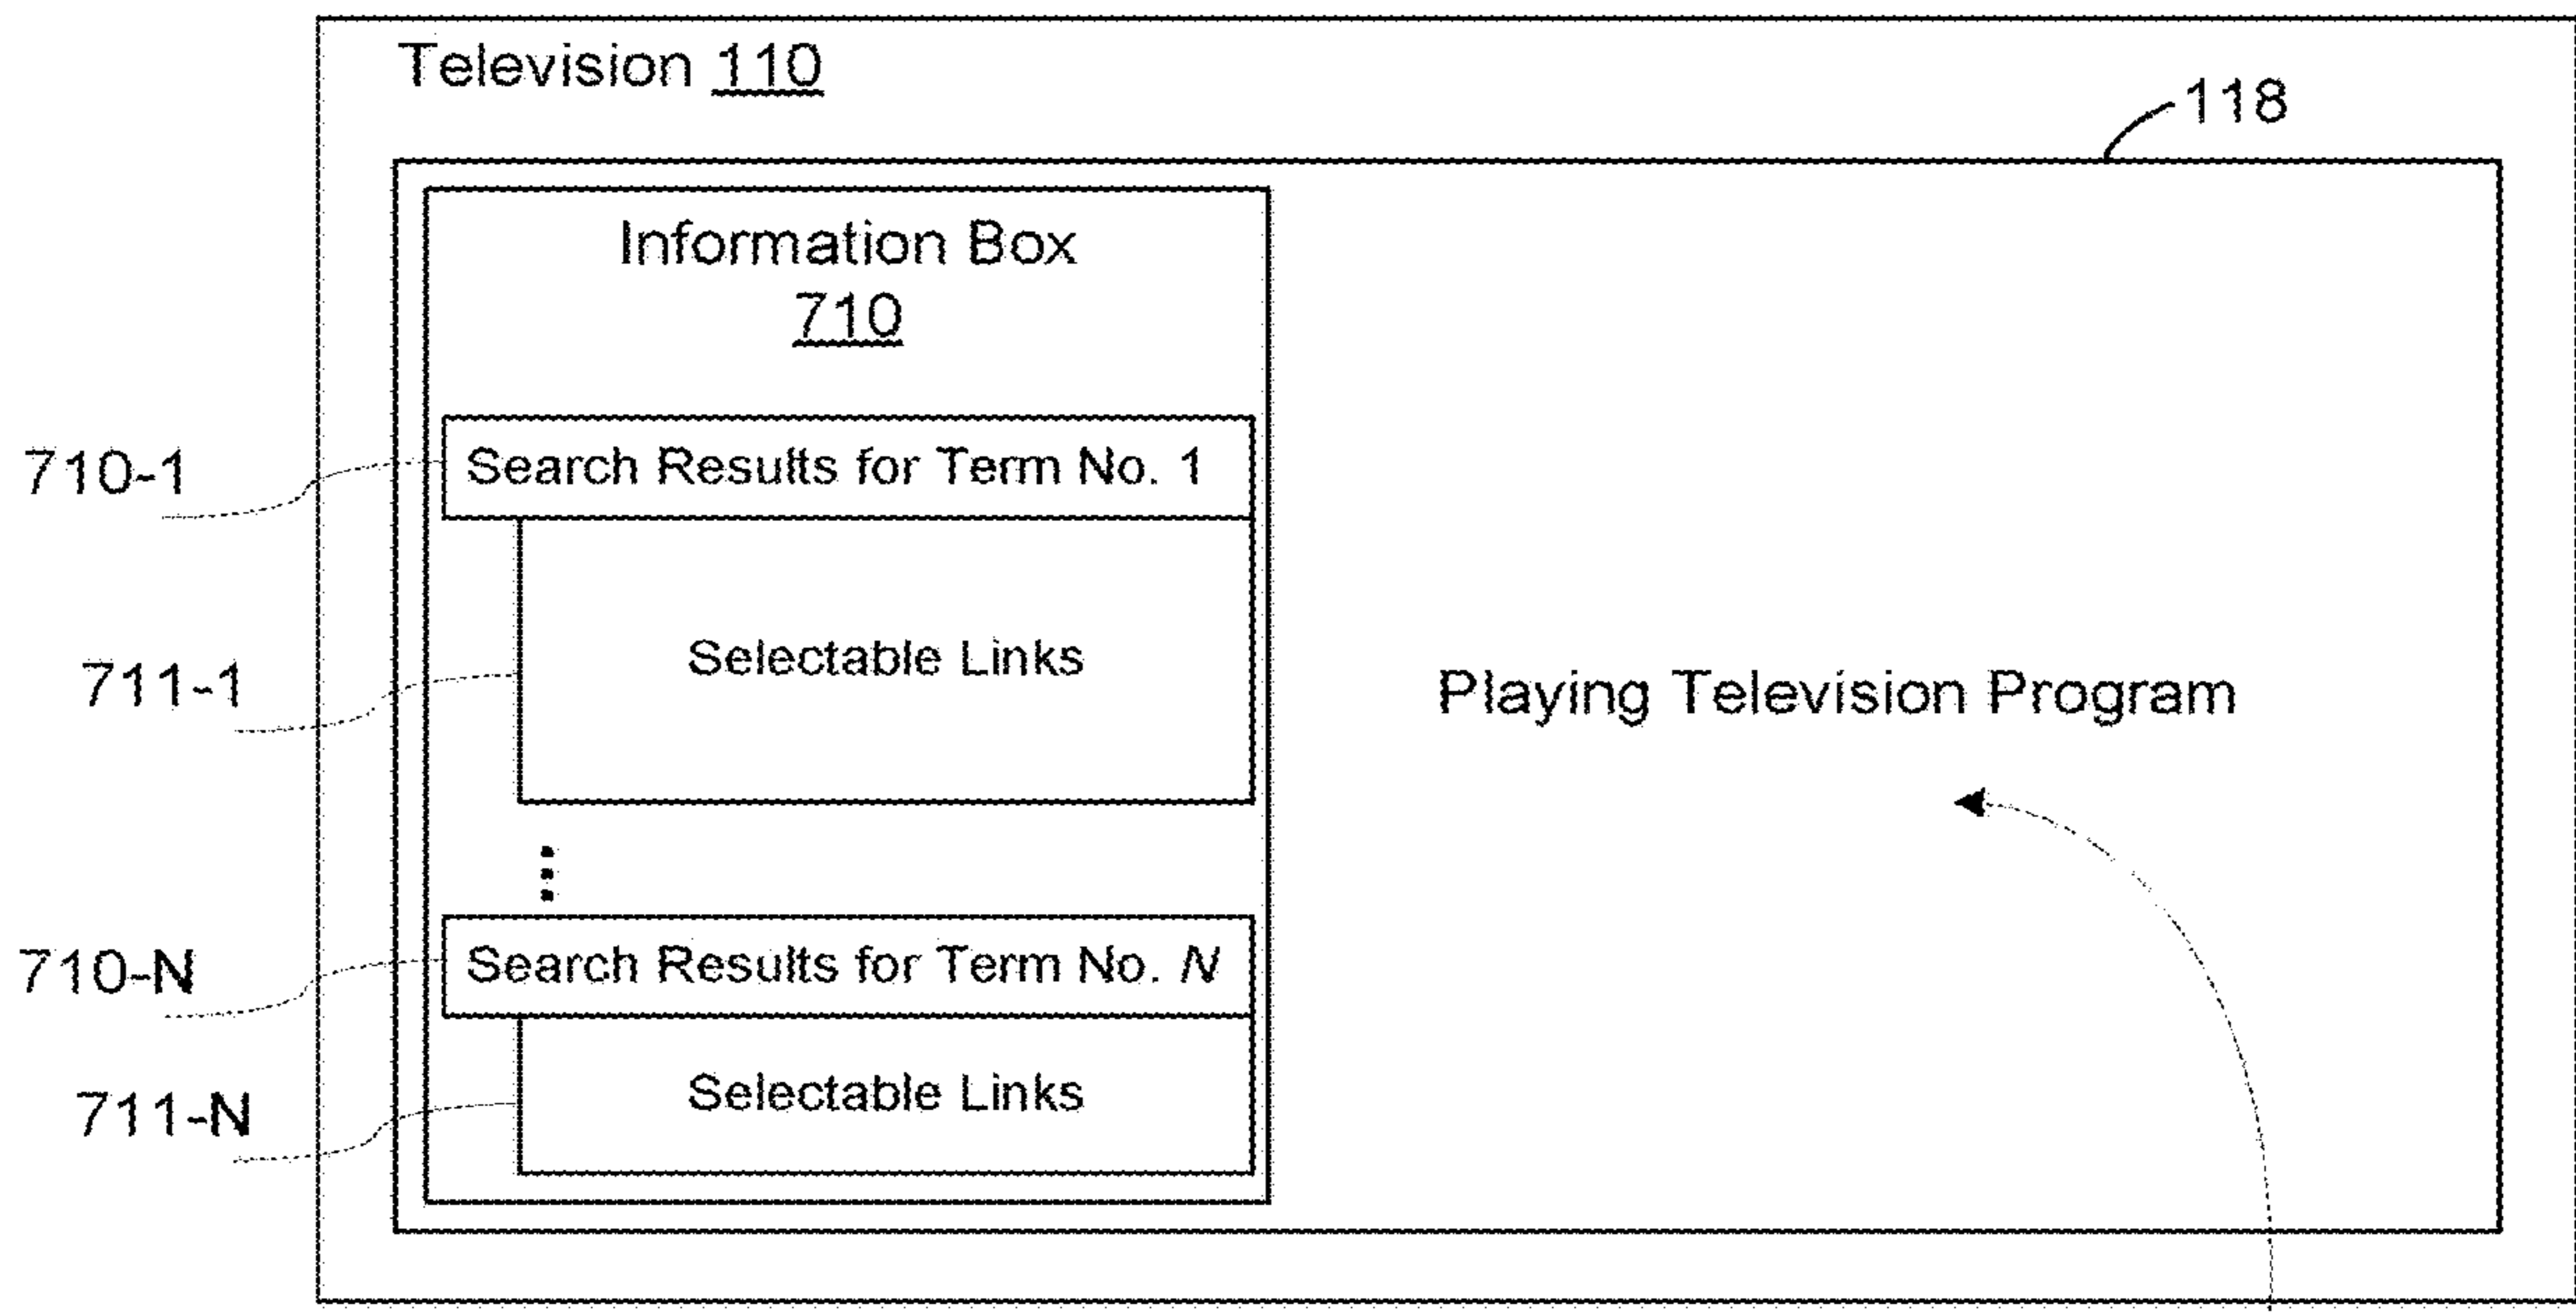 Television 110
118
Information Box
710
710-1
Search Results for Term No. 1
711-1
Selectable Links
Playing Television Program
710-N
Search Results for Term No. N
711-N
Selectable Links